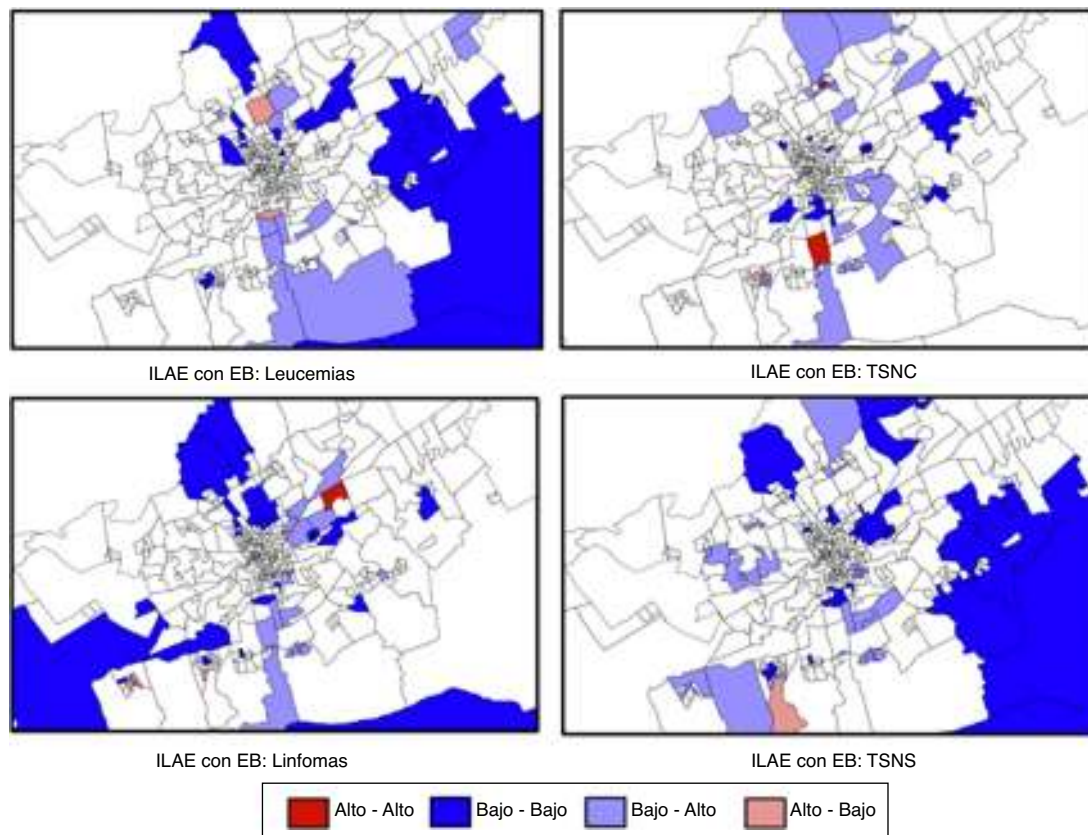 ILAE con EB: Leucemias
ILAE con EB: TSNC
ILAE con EB: Linfomas
ILAE con EB: TSNS
Alto - Alto
Bajo - Bajo
Bajo - Alto
Alto - Bajo